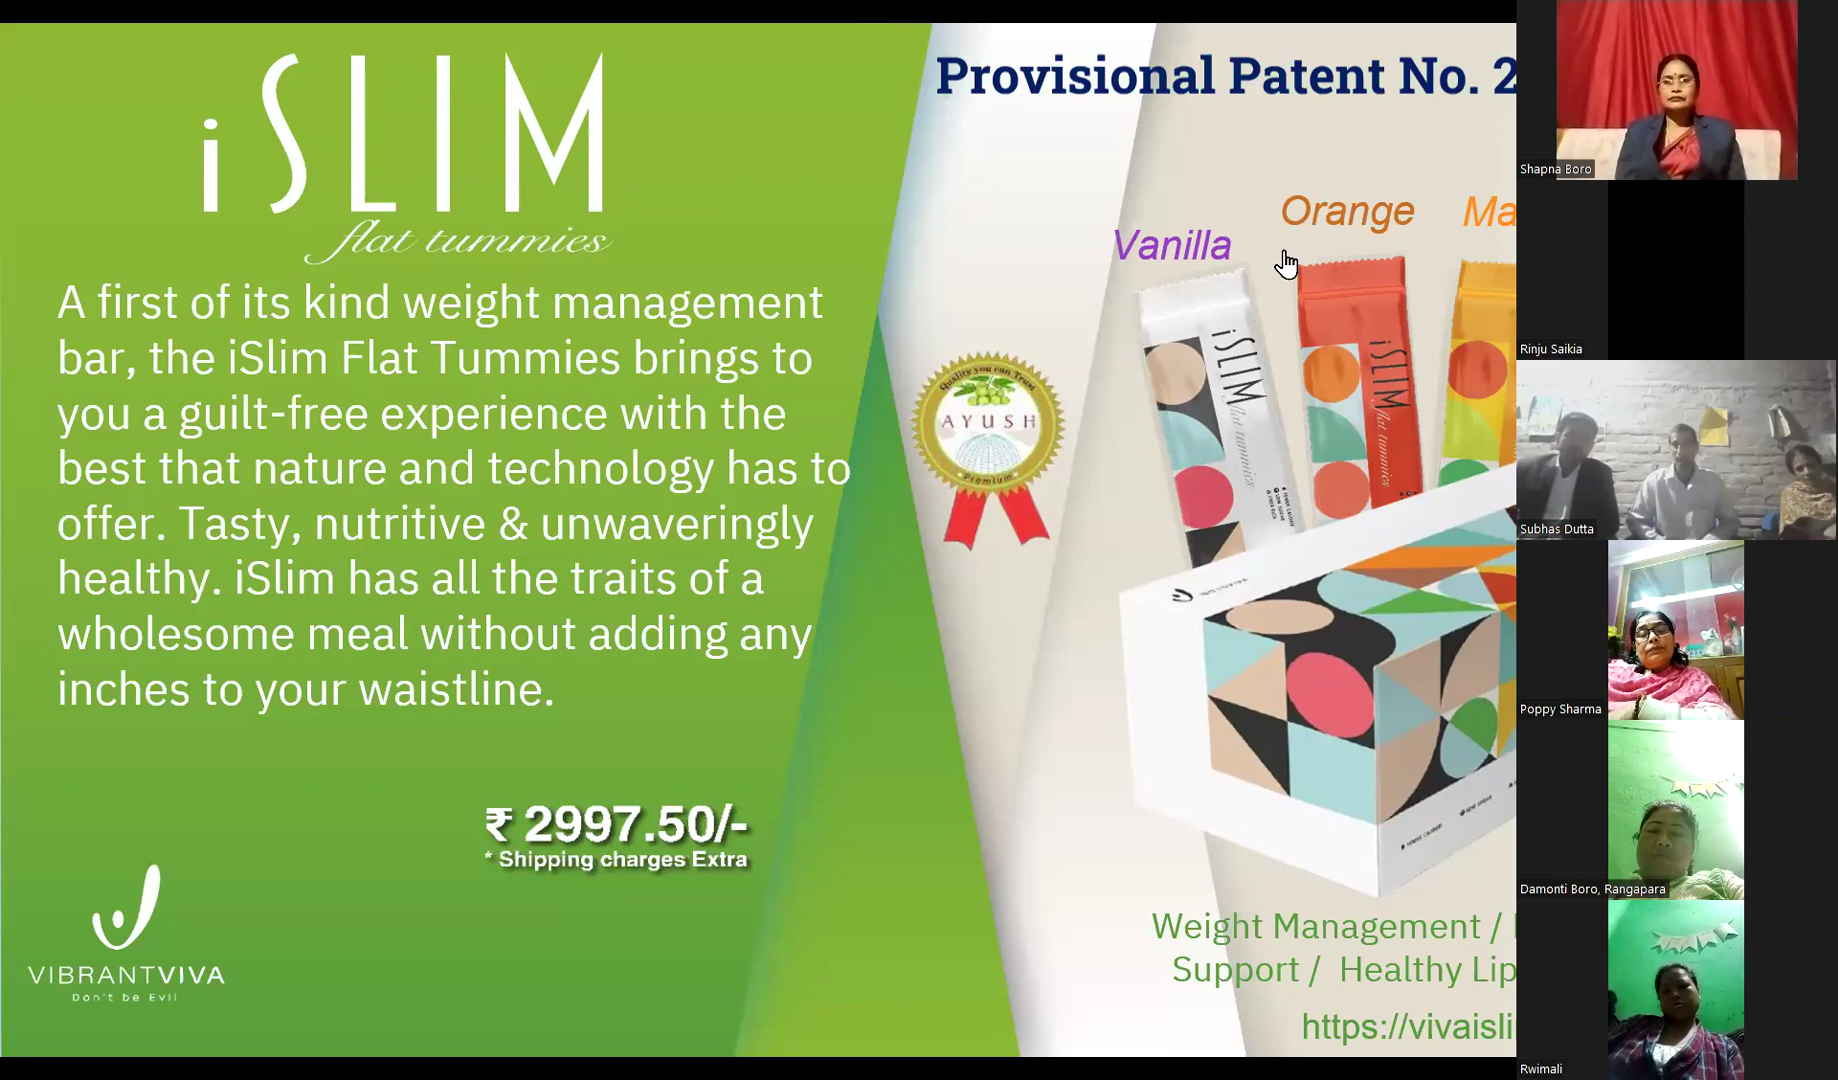 iSLIM
flat tummies
A first of its kind weight management
bar, the iSlim Flat Tummies brings to
you a guilt-free experience with the
best that nature and technology has to
offer. Tasty, nutritive & unwaveringly
healthy. iSlim has all the traits of a
wholesome meal without adding any
inches to your waistline.
₹ 2997.50/-
* Shipping charges Extra
VIBRANTVIVA
Don't be Evil
Provisional Patent No. 2
Vanilla
Orange
Ma
Quality you can Trust
AYUSH
"Premium"
iSLIM
flat tummies
iSLIM
flat tummies
Weight Management /
Support / Healthy Lip
https://vivaisli
Shapna Boro
Rinju Saikia
Subhas Dutta
Poppy Sharma
Damonti Boro, Rangapara
Rwimali